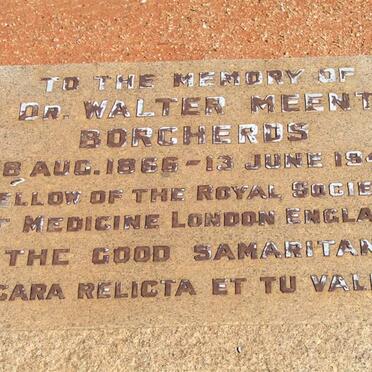 TO THE MEMORY OF
DR. WALTER MEENT
BORCHERDS
8 AUG. 1866 - 13 JUNE 194
ELLOW OF THE ROYAL SOCIE
F MEDICINE LONDON ENGLA
THE GOOD SAMARITAN
CARA RELICTA ET TU VAL